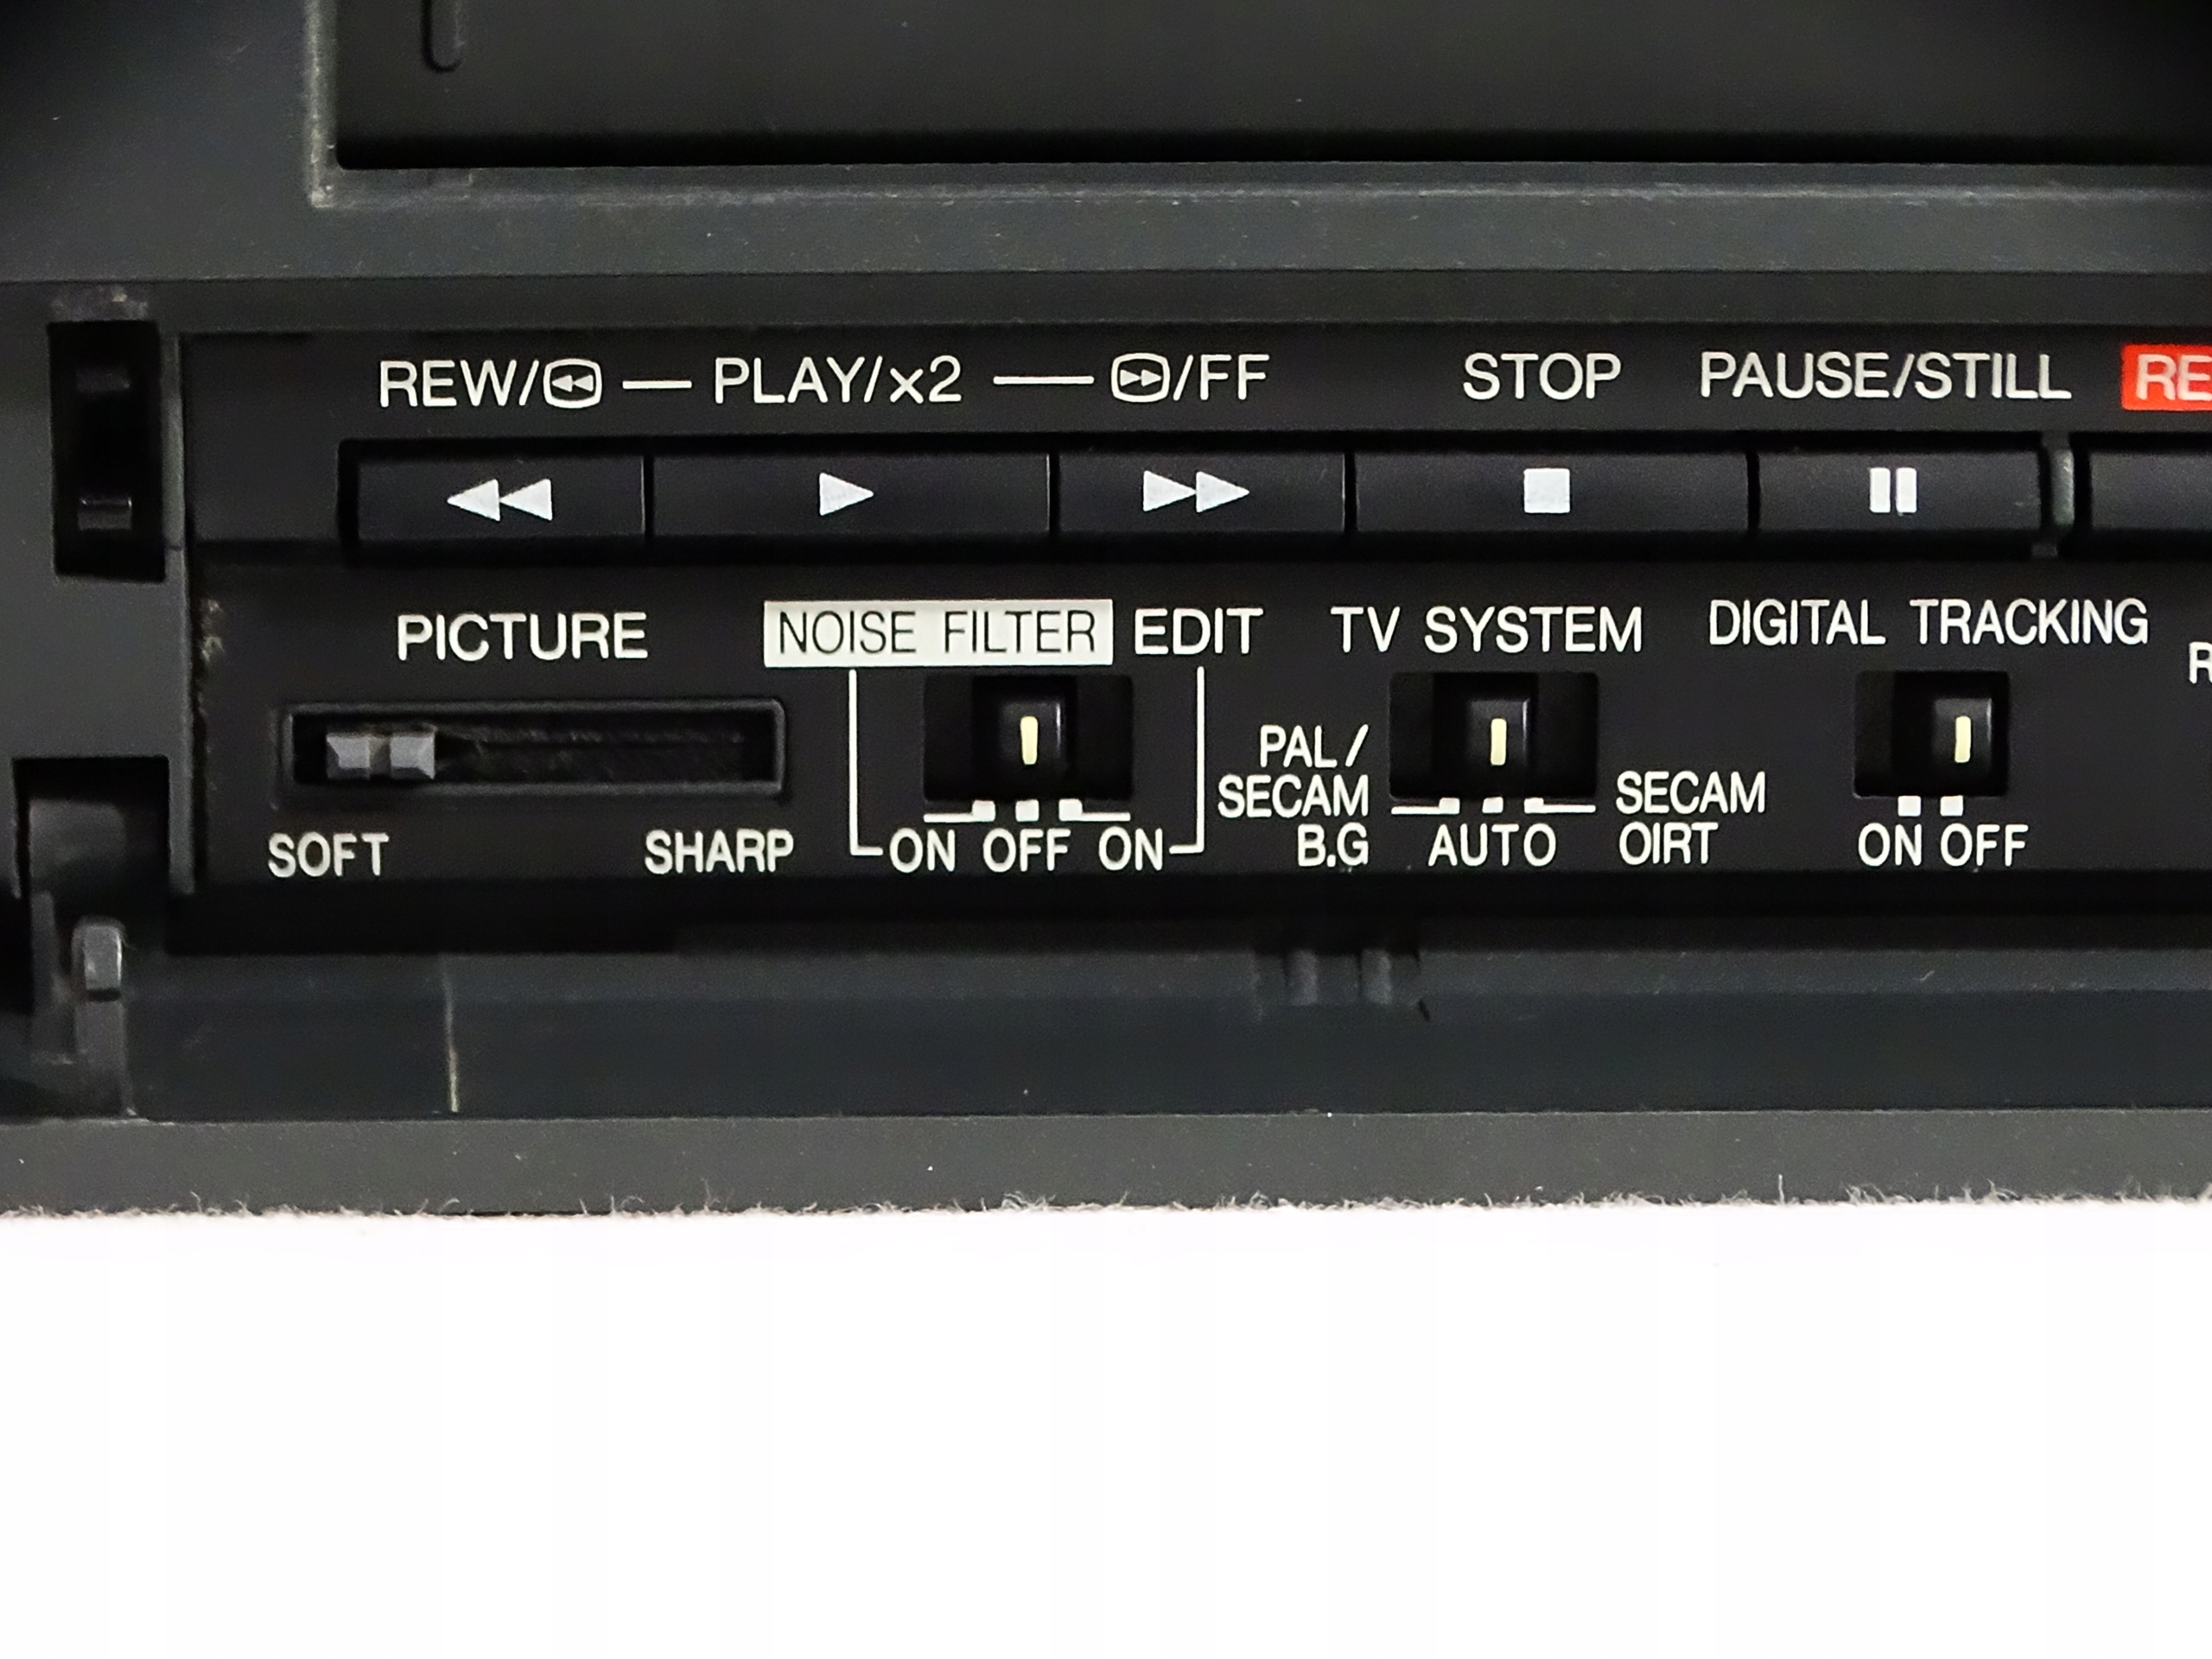 REW/ — PLAY/x2 — /FF STOP PAUSE/STILL
PICTURE NOISE FILTER EDIT TV SYSTEM DIGITAL TRACKING
SOFT SHARP
ON OFF ON
PAL/
SECAM
B.G
AUTO
SECAM
OIRT
ON OFF